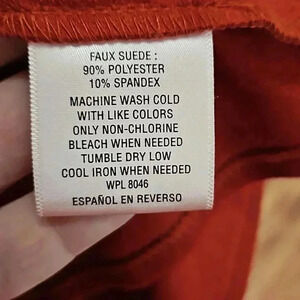 FAUX SUEDE :
90% POLYESTER
10% SPANDEX
MACHINE WASH COLD
WITH LIKE COLORS
ONLY NON-CHLORINE
BLEACH WHEN NEEDED
TUMBLE DRY LOW
COOL IRON WHEN NEEDED
WPL 8046
ESPAÑOL EN REVERSO